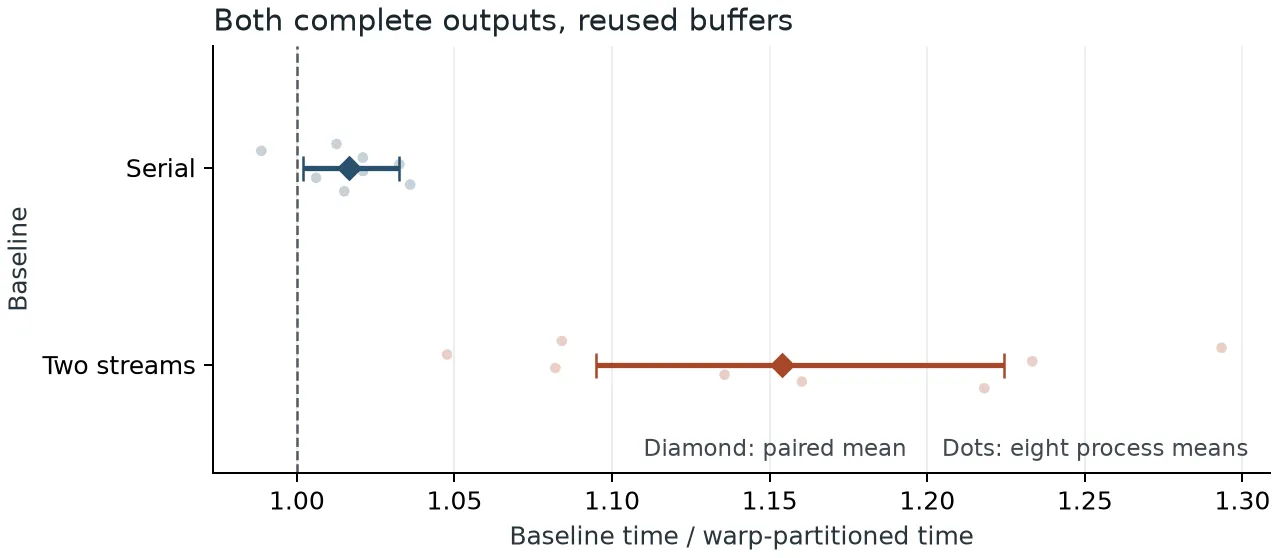 Both complete outputs, reused buffers
Baseline
Serial
Two streams
Diamond: paired mean
Dots: eight process means
1.00
1.05
1.10
1.15
1.20
1.25
1.30
Baseline time / warp-partitioned time